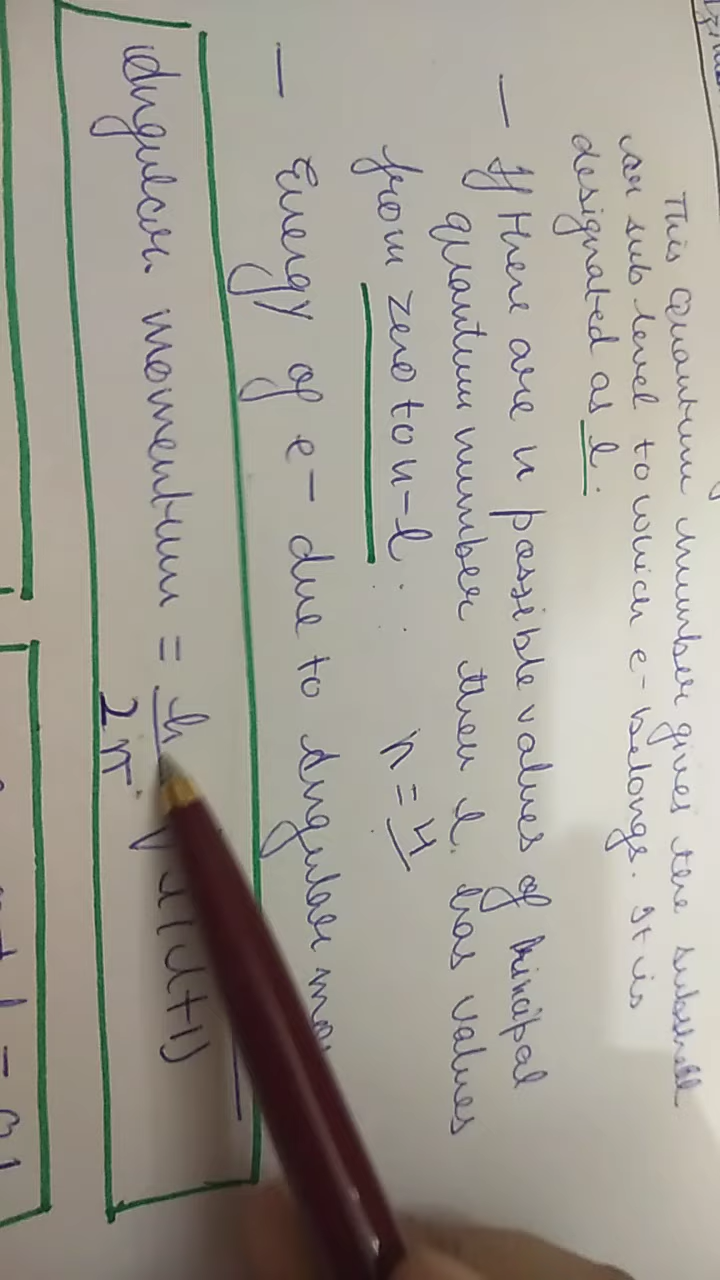 This Quantum number gives the subshell
or sub level to which e- belongs. It is
designated as l.
- If there are n possible values of Principal
quantum number then l. has values
from zero to n-l. n = 4
- Energy of e- due to Angular mo
Angular momentum = h/2π . √l(l+1)